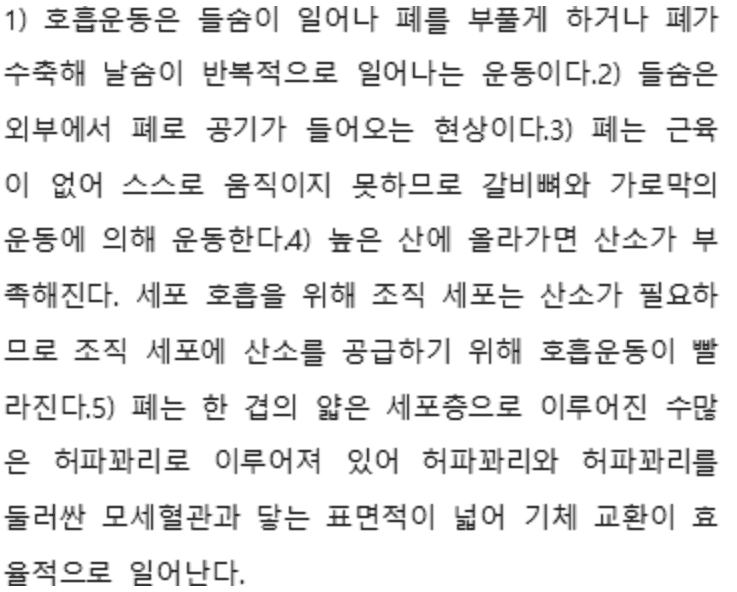 1) 호흡운동은 들숨이 일어나 폐를 부풀게 하거나 폐가
수축해 날숨이 반복적으로 일어나는 운동이다.2) 들숨은
외부에서 폐로 공기가 들어오는 현상이다.3) 폐는 근육
이 없어 스스로 움직이지 못하므로 갈비뼈와 가로막의
운동에 의해 운동한다.4) 높은 산에 올라가면 산소가 부
족해진다. 세포 호흡을 위해 조직 세포는 산소가 필요하
므로 조직 세포에 산소를 공급하기 위해 호흡운동이 빨
라진다.5) 폐는 한 겹의 얇은 세포층으로 이루어진 수많
은 허파꽈리로 이루어져 있어 허파꽈리와 허파꽈리를
둘러싼 모세혈관과 닿는 표면적이 넓어 기체 교환이 효
율적으로 일어난다.